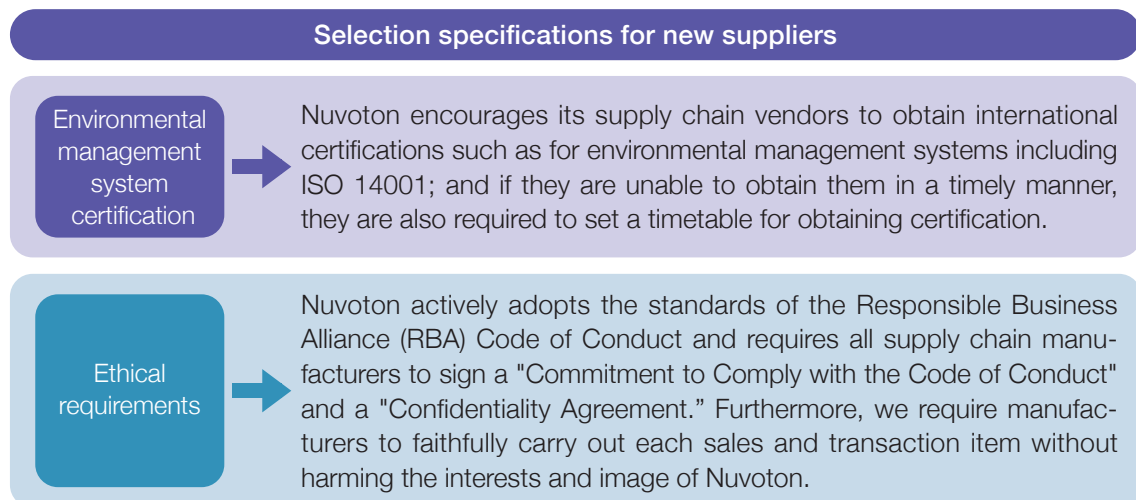 Selection specifications for new suppliers
Environmental
management
system
certification
Nuvoton encourages its supply chain vendors to obtain international
certifications such as for environmental management systems including
ISO 14001; and if they are unable to obtain them in a timely manner,
they are also required to set a timetable for obtaining certification.
Ethical
requirements
Nuvoton actively adopts the standards of the Responsible Business
Alliance (RBA) Code of Conduct and requires all supply chain manu-
facturers to sign a "Commitment to Comply with the Code of Conduct"
and a "Confidentiality Agreement.” Furthermore, we require manufac-
turers to faithfully carry out each sales and transaction item without
harming the interests and image of Nuvoton.